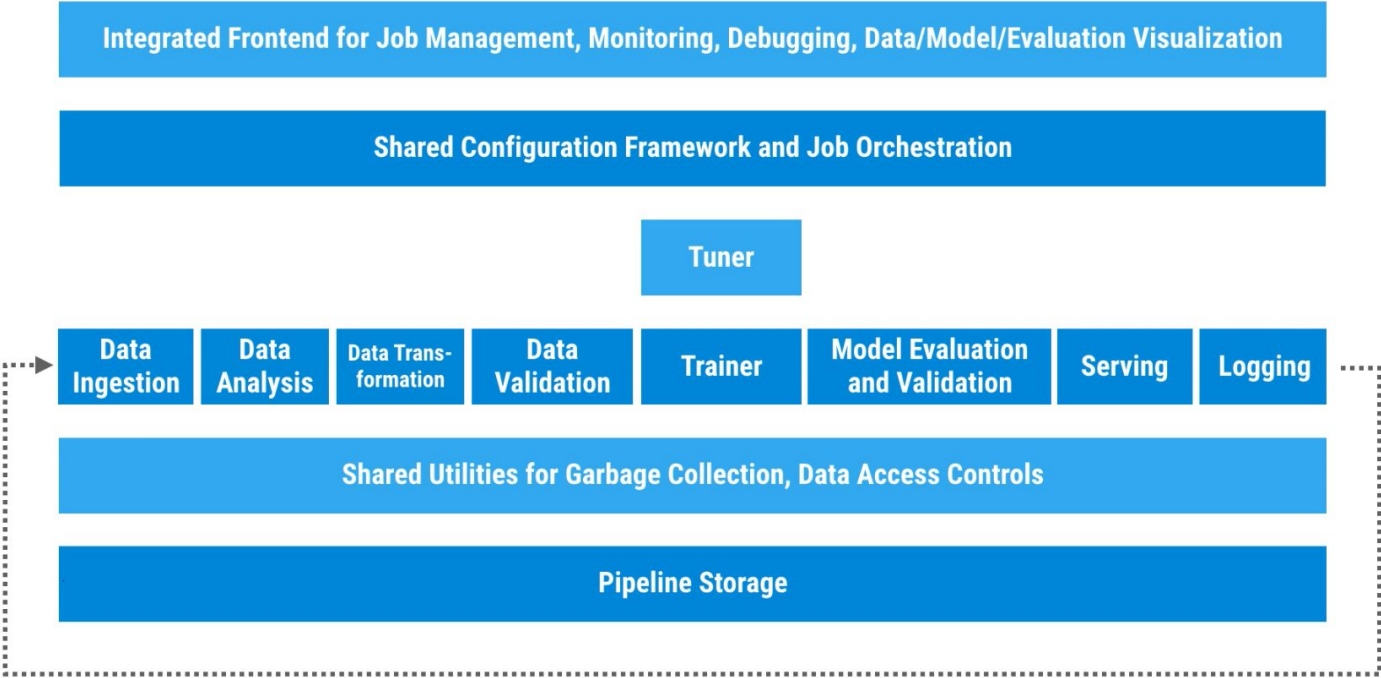 Integrated Frontend for Job Management, Monitoring, Debugging, Data/Model/Evaluation Visualization
Shared Configuration Framework and Job Orchestration
Tuner
Data
Ingestion
Data
Analysis
Data Trans-
formation
Data
Validation
Trainer
Model Evaluation
and Validation
Serving
Logging
Shared Utilities for Garbage Collection, Data Access Controls
Pipeline Storage